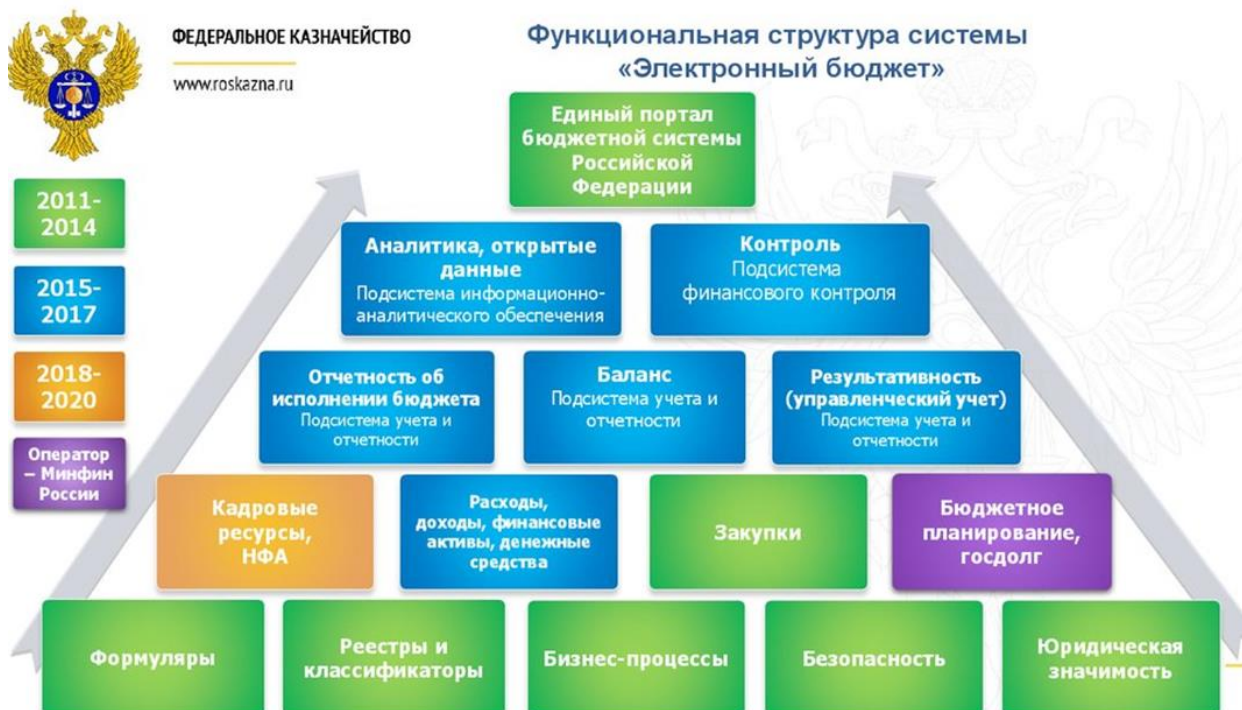 ФЕДЕРАЛЬНОЕ КАЗНАЧЕЙСТВО
www.roskazna.ru
Функциональная структура системы
«Электронный бюджет»
2011-
2014
2015-
2017
2018-
2020
Оператор
– Минфин
России
Единый портал
бюджетной системы
Российской
Федерации
Аналитика, открытые
данные
Подсистема информационно-
аналитического обеспечения
Контроль
Подсистема
финансового контроля
Отчетность об
исполнении бюджета
Подсистема учета и
отчетности
Баланс
Подсистема учета и
отчетности
Результативность
(управленческий учет)
Подсистема учета и
отчетности
Кадровые
ресурсы,
НФА
Расходы,
доходы, финансовые
активы, денежные
средства
Закупки
Бюджетное
планирование,
госдолг
Формуляры
Реестры и
классификаторы
Бизнес-процессы
Безопасность
Юридическая
значимость